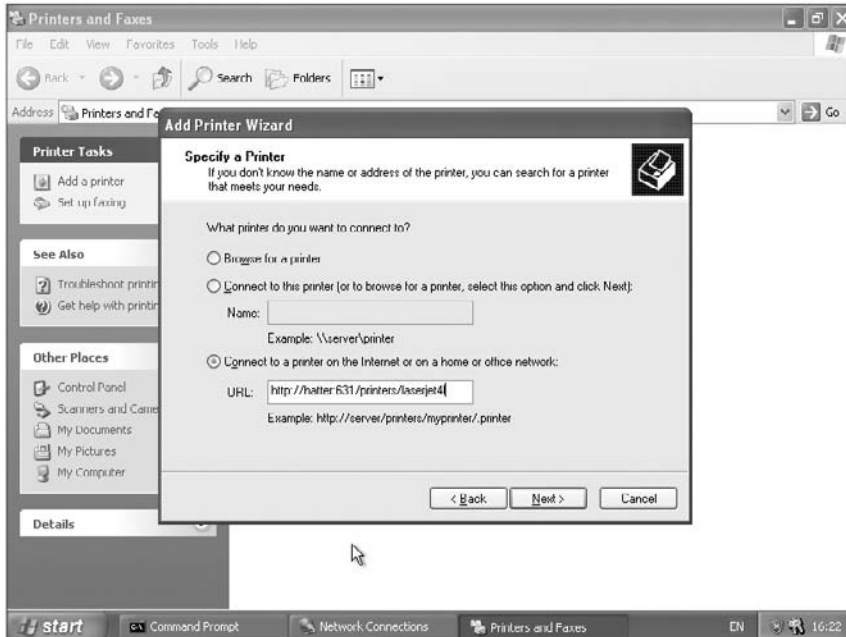 Printers and Faxes
File Edit View Favorites Tools Help
Back Search Folders
Address Printers and Fa Go
Add Printer Wizard
Specify a Printer
If you don't know the name or address of the printer, you can search for a printer
that meets your needs.
Printer Tasks
Add a printer
Set up faxing
See Also
Troubleshoot printin
Get help with printin
Other Places
Control Panel
Scanners and Came
My Documents
My Pictures
My Computer
Details
What printer do you want to connect to?
Browse for a printer
Connect to this printer (or to browse for a printer, select this option and click Next):
Name:
Example: \\server\printer
Connect to a printer on the Internet or on a home or office network:
URL: http://hatter:631/printers/laserjet4l
Example: http://server/printers/myprinter/.printer
< Back Next > Cancel
start Command Prompt Network Connections Printers and Faxes EN 16:22